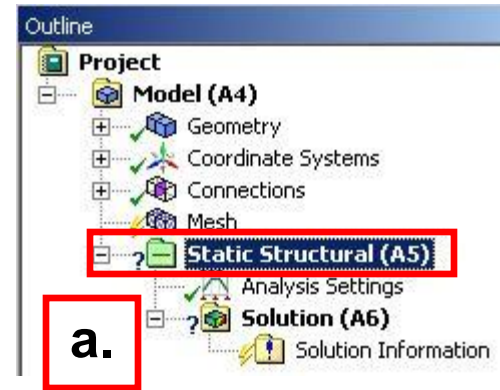 Outline
Project
Model (A4)
Geometry
Coordinate Systems
Connections
Mesh
? Static Structural (A5)
Analysis Settings
? Solution (A6)
Solution Information
a.